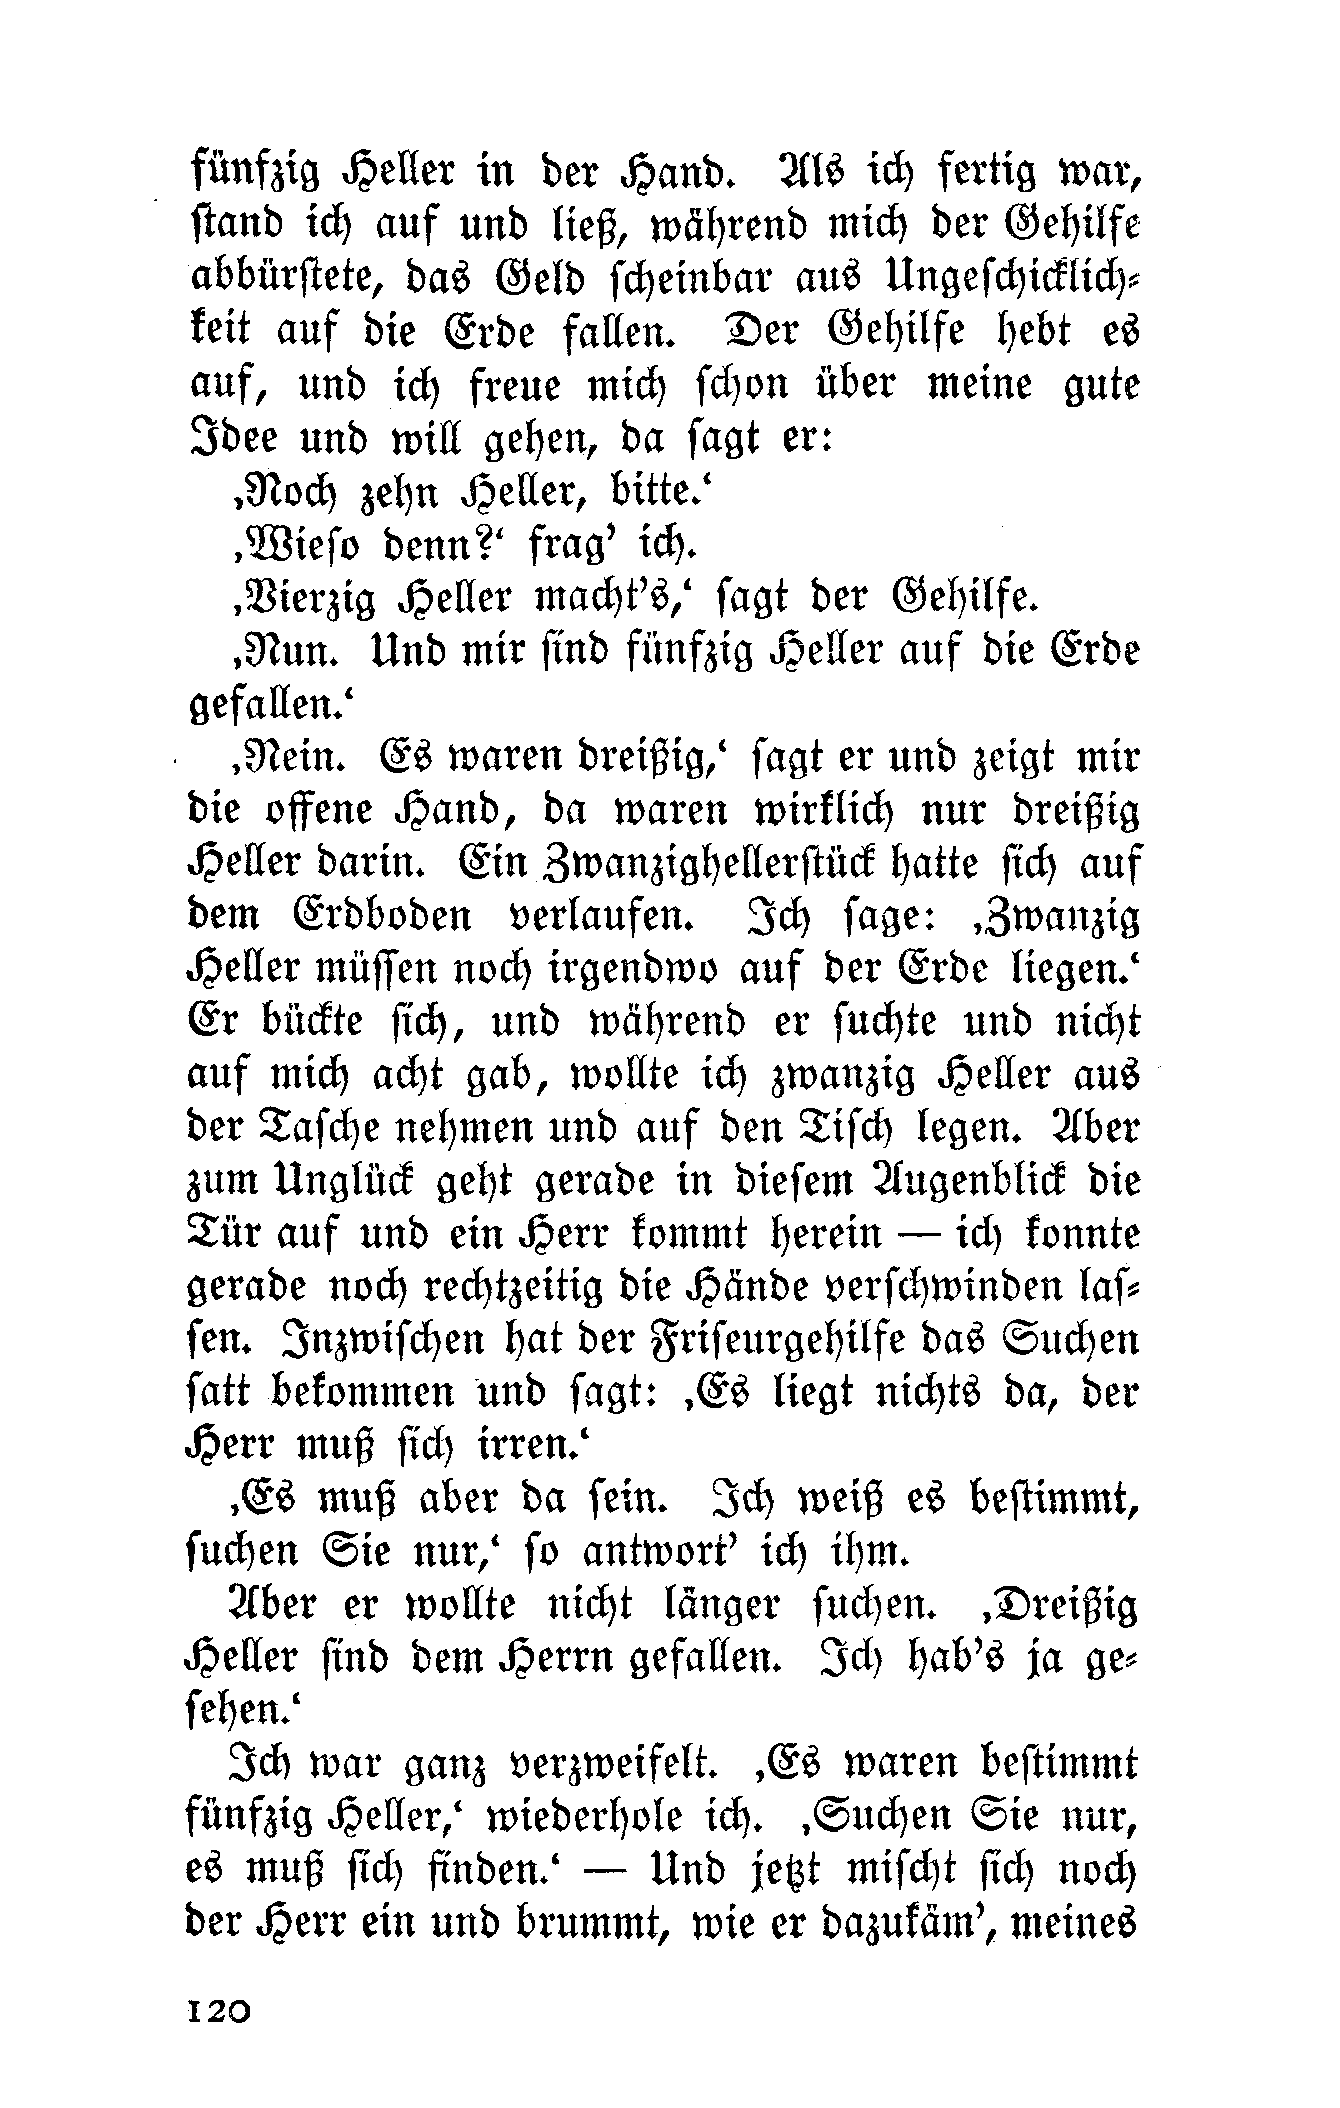 fünfzig Heller in der Hand. Als ich fertig war,
stand ich auf und ließ, während mich der Gehilfe
abbürstete, das Geld scheinbar aus Ungeschicklich-
keit auf die Erde fallen. Der Gehilfe hebt es
auf, und ich freue mich schon über meine gute
Idee und will gehen, da sagt er:
‚Noch zehn Heller, bitte.‘
‚Wieso denn?‘ frag’ ich.
‚Vierzig Heller macht’s,‘ sagt der Gehilfe.
‚Nun. Und mir sind fünfzig Heller auf die Erde
gefallen.‘
‚Nein. Es waren dreißig,‘ sagt er und zeigt mir
die offene Hand, da waren wirklich nur dreißig
Heller darin. Ein Zwanzighellerstück hatte sich auf
dem Erdboden verlaufen. Ich sage: ‚Zwanzig
Heller müssen noch irgendwo auf der Erde liegen.‘
Er bückte sich, und während er suchte und nicht
auf mich acht gab, wollte ich zwanzig Heller aus
der Tasche nehmen und auf den Tisch legen. Aber
zum Unglück geht gerade in diesem Augenblick die
Tür auf und ein Herr kommt herein — ich konnte
gerade noch rechtzeitig die Hände verschwinden las-
sen. Inzwischen hat der Friseurgehilfe das Suchen
satt bekommen und sagt: ‚Es liegt nichts da, der
Herr muß sich irren.‘
‚Es muß aber da sein. Ich weiß es bestimmt,
suchen Sie nur,‘ so antwort’ ich ihm.
Aber er wollte nicht länger suchen. ‚Dreißig
Heller sind dem Herrn gefallen. Ich hab’s ja ge-
sehen.‘
Ich war ganz verzweifelt. ‚Es waren bestimmt
fünfzig Heller,‘ wiederhole ich. ‚Suchen Sie nur,
es muß sich finden.‘ — Und jetzt mischt sich noch
der Herr ein und brummt, wie er dazukäm’, meines
120